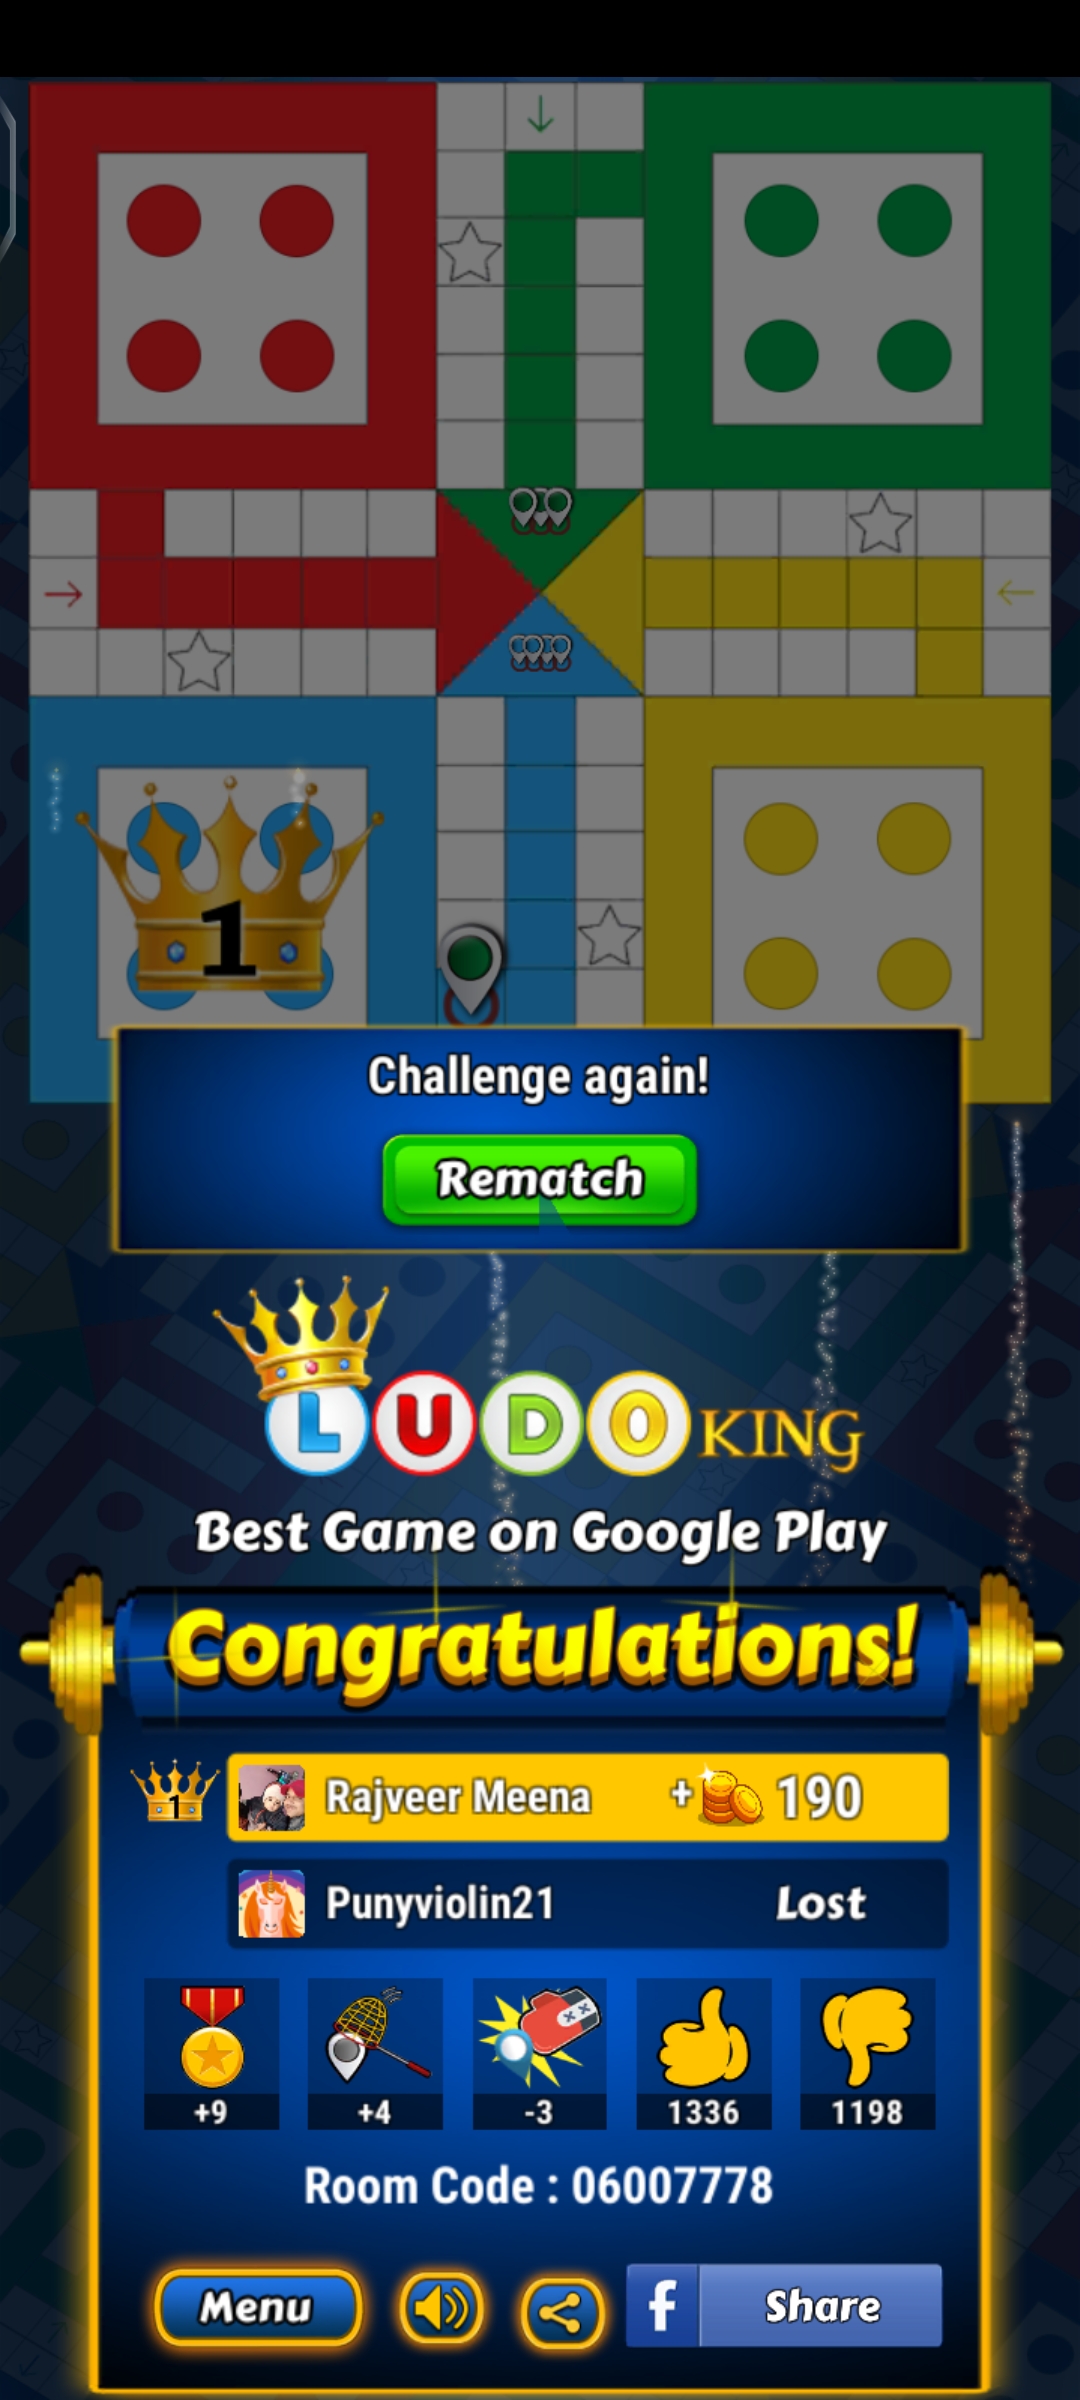 1
Challenge again!
Rematch
LUDO KING
Best Game on Google Play
Congratulations!
1 Rajveer Meena + 190
Punyviolin21 Lost
+9 +4 -3 1336 1198
Room Code : 06007778
Menu f Share